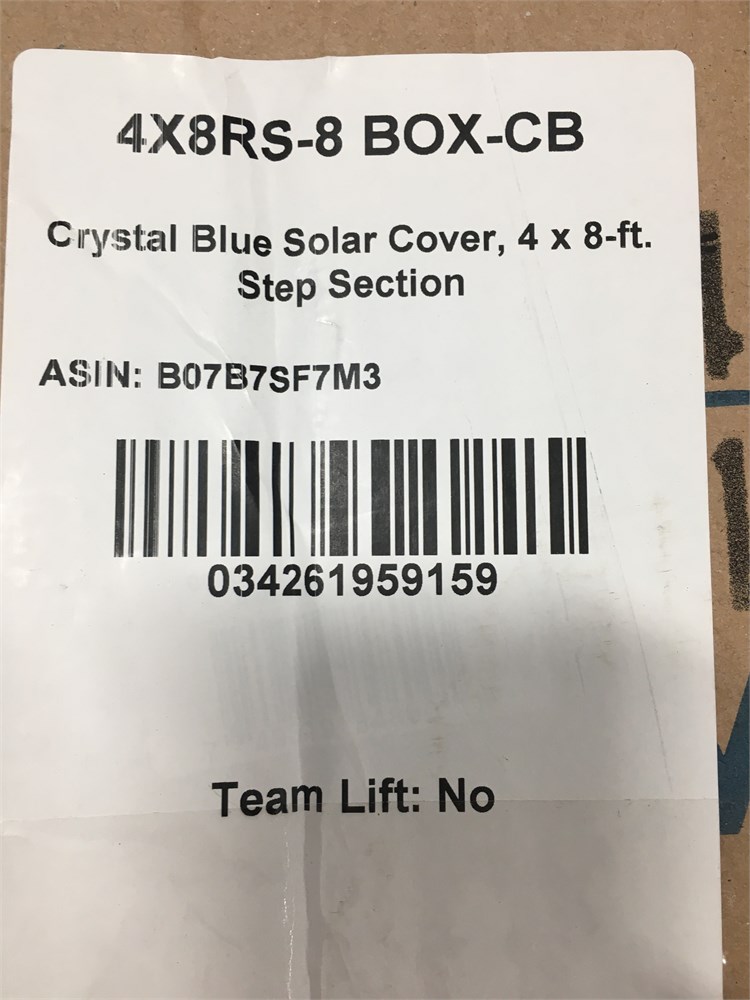 4X8RS-8 BOX-CB
Crystal Blue Solar Cover, 4 x 8-ft.
Step Section
ASIN: B07B7SF7M3
034261959159
Team Lift: No